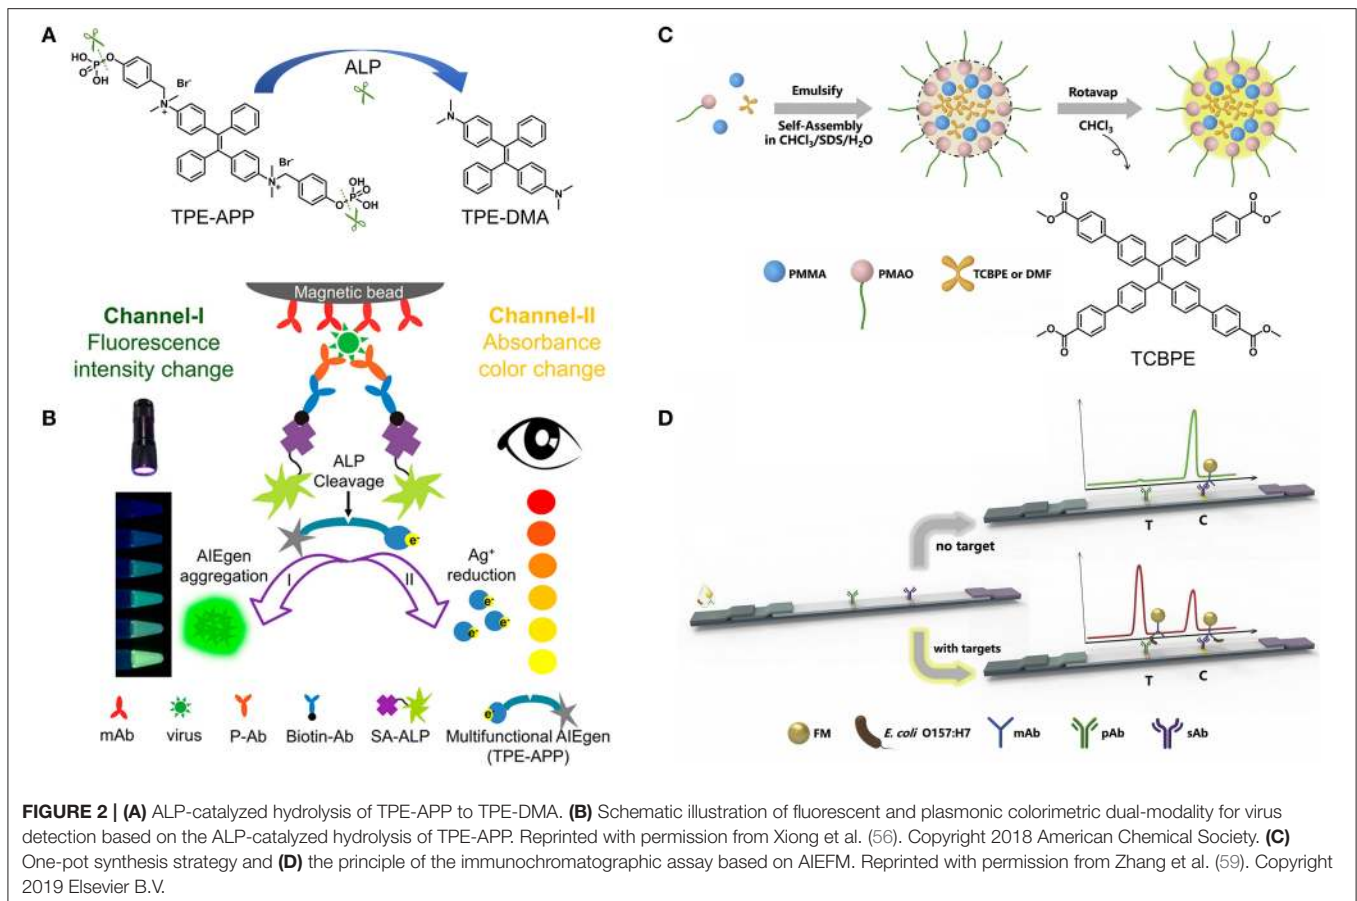 (A)
HO
O
P
O
OH
Br-
N
+
ALP
N
Br-
N
+
O
P
OH
O
OH
N
TPE-APP
TPE-DMA
(B)
Channel-I
Fluorescence
intensity change
Magnetic bead
Channel-II
Absorbance
color change
ALP
Cleavage
e-
AIEgen
aggregation
I
II
Ag+
reduction
e-
e-
e-
mAb
virus
P-Ab
Biotin-Ab
SA-ALP
e-
Multifunctional AIEgen
(TPE-APP)
(C)
Emulsify
Self-Assembly
in CHCl3/SDS/H2O
Rotavap
CHCl3
PMMA
PMAO
TCBPE or DMF
O
O
O
O
O
O
O
O
TCBPE
(D)
no target
with targets
FM
T
C
FM
FM
T
C
FM
E. coli O157:H7
mAb
pAb
sAb
FIGURE 2 | (A) ALP-catalyzed hydrolysis of TPE-APP to TPE-DMA. (B) Schematic illustration of fluorescent and plasmonic colorimetric dual-modality for virus
detection based on the ALP-catalyzed hydrolysis of TPE-APP. Reprinted with permission from Xiong et al. (56). Copyright 2018 American Chemical Society. (C)
One-pot synthesis strategy and (D) the principle of the immunochromatographic assay based on AIEFM. Reprinted with permission from Zhang et al. (59). Copyright
2019 Elsevier B.V.